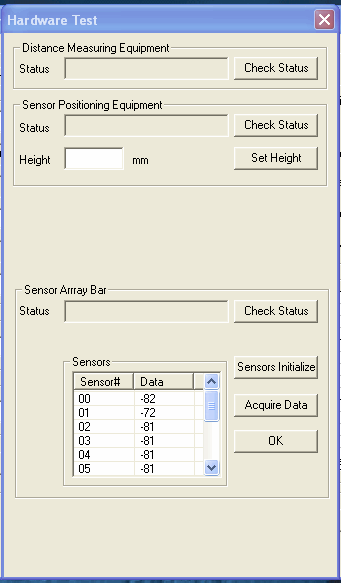 Hardware Test
Distance Measuring Equipment
Status Check Status
Sensor Positioning Equipment
Status Check Status
Height mm Set Height
Sensor Arrray Bar
Status Check Status
Sensors
Sensors Initialize
Sensor# Data
00 -82
01 -72
Acquire Data
02 -81
03 -81
OK
04 -81
05 -81